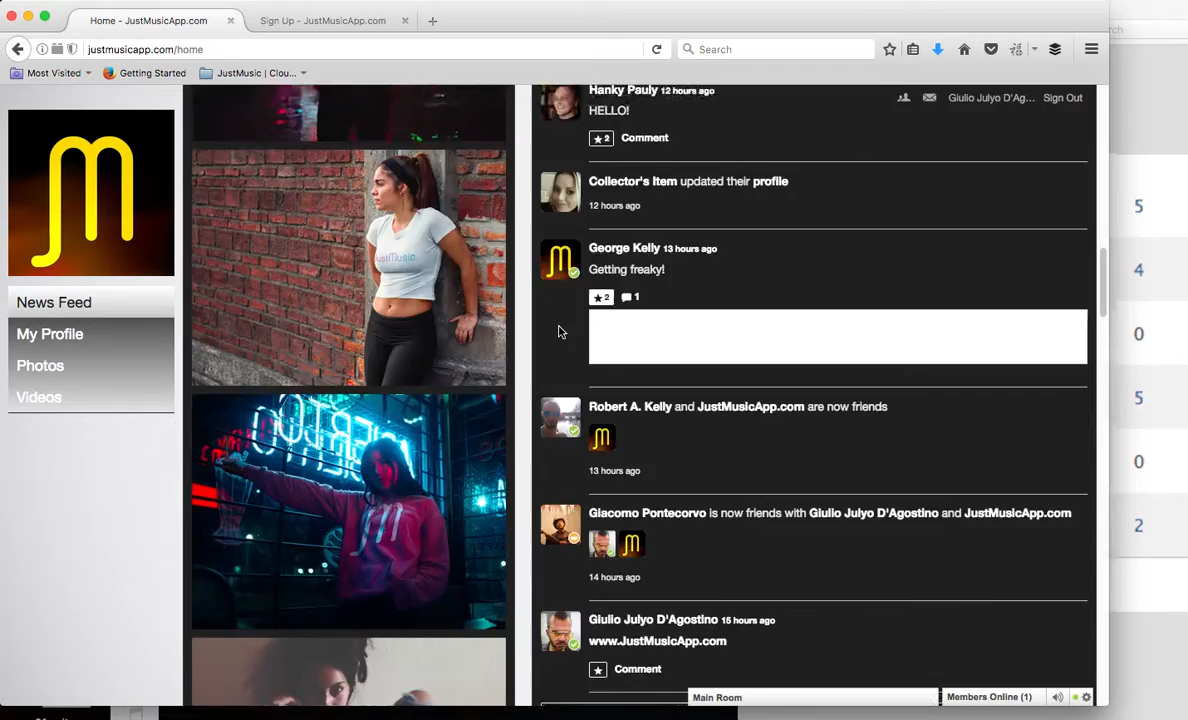 Home - JustMusicApp.com
Sign Up - JustMusicApp.com
justmusicapp.com/home
Search
Most Visited
Getting Started
JustMusic | Clou...
Giulio Julyo D'Ag...
Sign Out
News Feed
My Profile
Photos
Videos
JustMusic.
Hanky Pauly 12 hours ago
HELLO!
2 Comment
Collector's Item updated their profile
12 hours ago
George Kelly 13 hours ago
Getting freaky!
2 1
Robert A. Kelly and JustMusicApp.com are now friends
13 hours ago
Giacomo Pontecorvo is now friends with Giulio Julyo D'Agostino and JustMusicApp.com
14 hours ago
Giulio Julyo D'Agostino 15 hours ago
www.JustMusicApp.com
Comment
Main Room
Members Online (1)
5
4
0
5
0
2